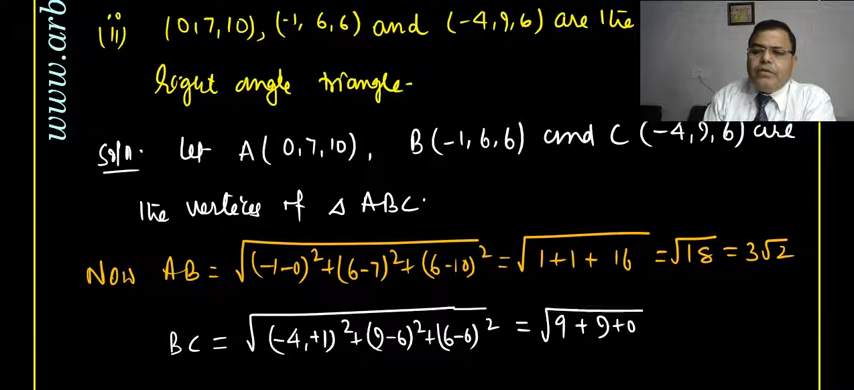 www.arb
(ii) (0,7,10), (-1, 6, 6) and (-4, 9, 6) are the
Right angle triangle-
Sol'n. Let A(0,7,10), B(-1,6,6) and C(-4,9,6) are
the vertices of Δ ABC.
Now AB = √((-1-0)²+(6-7)²+(6-10)²) = √(1+1+16) = √18 = 3√2
BC = √((-4,+1)²+(9-6)²+(6-6)²) = √(9+9+0)